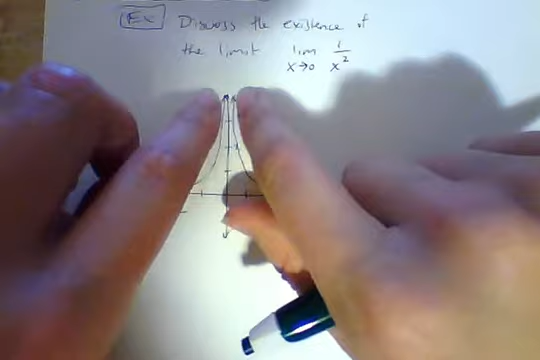 Ex Discuss the existence of
the limit lim x→0 1/x²